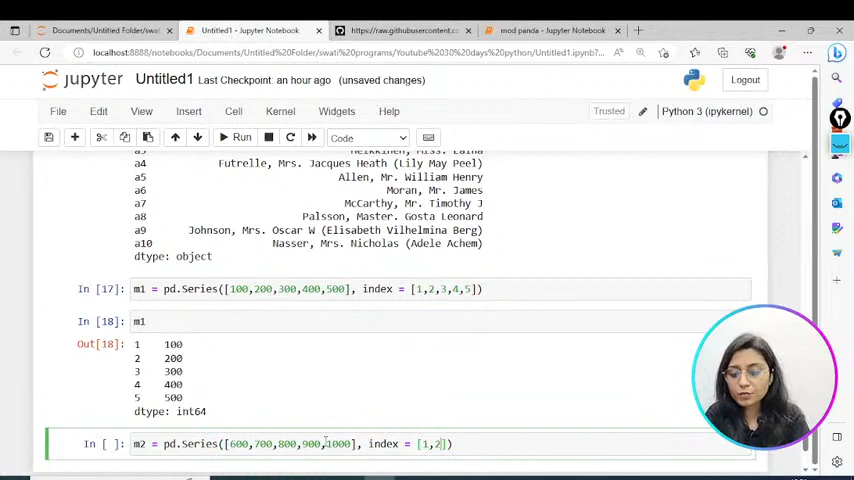 Documents/Untitled Folder/swati
Untitled1 - Jupyter Notebook
https://raw.githubusercontent.c
mod panda - Jupyter Notebook
localhost:8888/notebooks/Documents/Untitled%20Folder/swati%20programs/Youtube%2030%20days%20python/Untitled1.ipynb?...
jupyter Untitled1 Last Checkpoint: an hour ago (unsaved changes)
Logout
File Edit View Insert Cell Kernel Widgets Help
Trusted Python 3 (ipykernel)
Run Code
a3 Heikkinen, Miss. Laina
a4 Futrelle, Mrs. Jacques Heath (Lily May Peel)
a5 Allen, Mr. William Henry
a6 Moran, Mr. James
a7 McCarthy, Mr. Timothy J
a8 Palsson, Master. Gosta Leonard
a9 Johnson, Mrs. Oscar W (Elisabeth Vilhelmina Berg)
a10 Nasser, Mrs. Nicholas (Adele Achem)
dtype: object
In [17]: m1 = pd.Series([100,200,300,400,500], index = [1,2,3,4,5])
In [18]: m1
Out[18]: 1 100
2 200
3 300
4 400
5 500
dtype: int64
In [ ]: m2 = pd.Series([600,700,800,900,1000], index = [1,2])